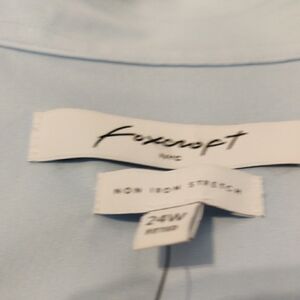 Foxcroft
NYC
NON IRON STRETCH
24W